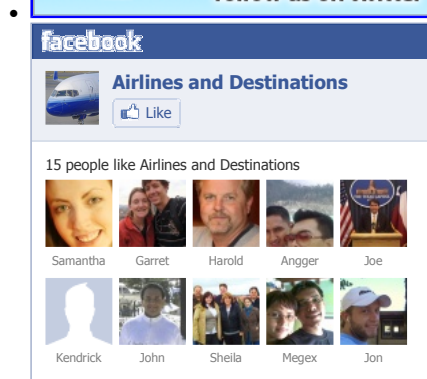 facebook
Airlines and Destinations
Like
15 people like Airlines and Destinations
Samantha Garret Harold Angger Joe
Kendrick John Sheila Megex Jon